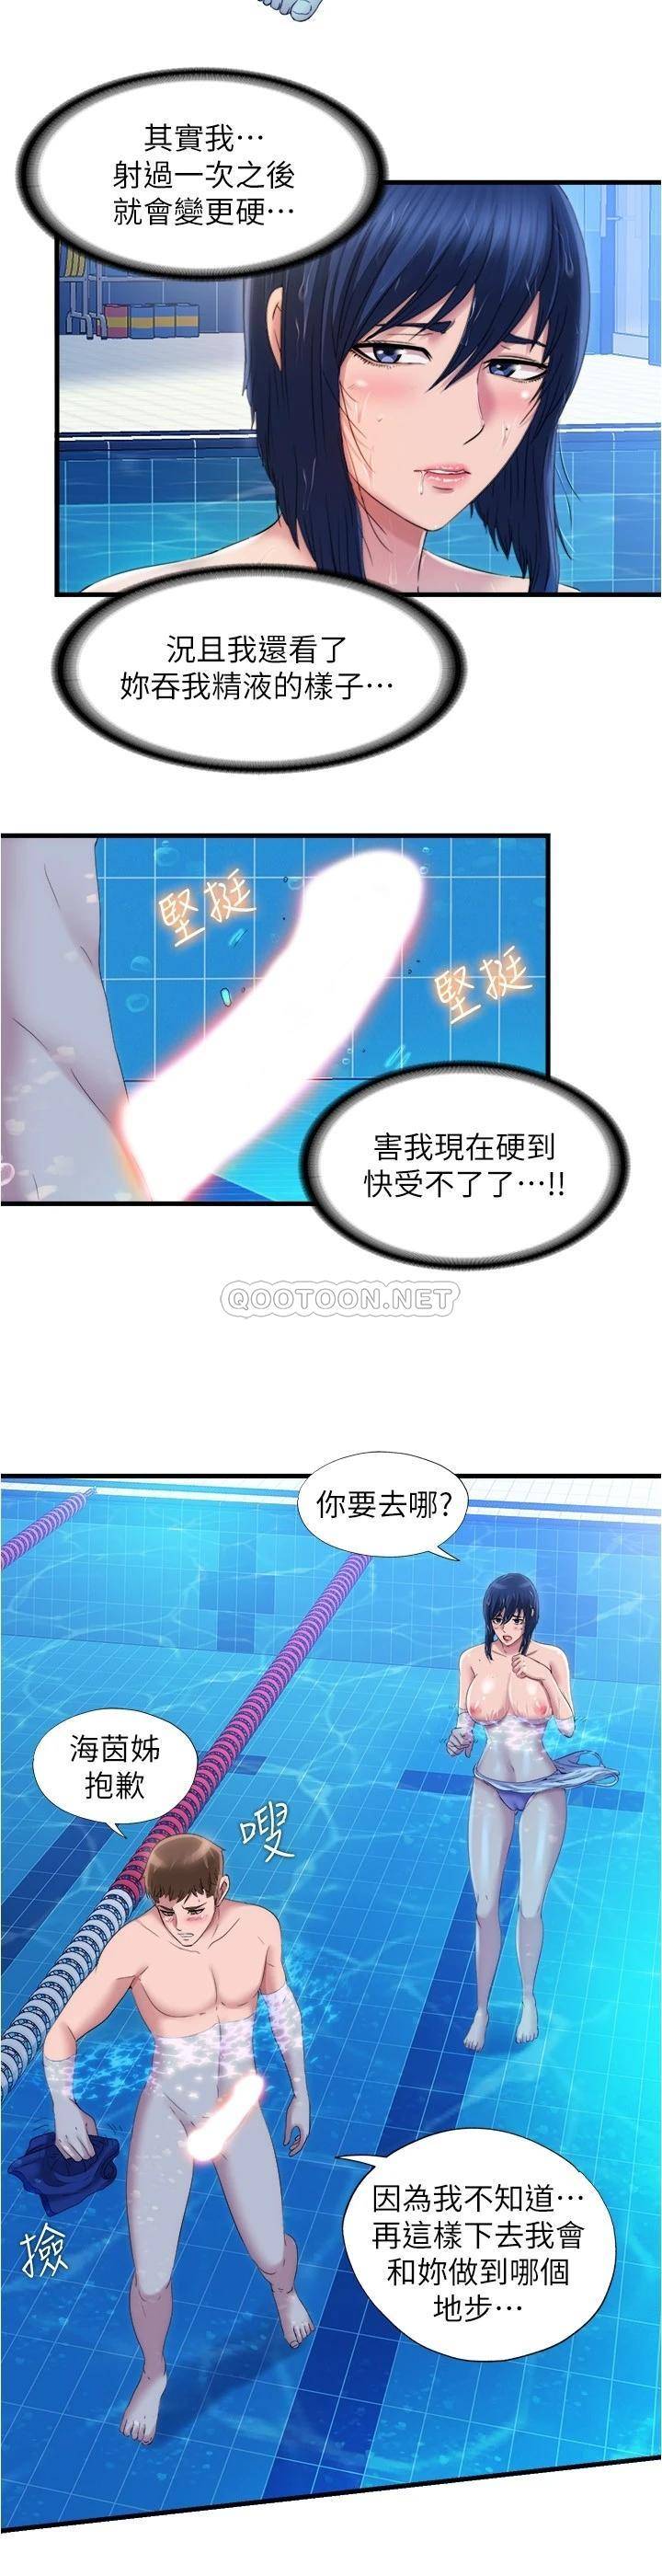 其實我⋯
射過一次之後
就會變更硬⋯
況且我還看了
妳吞我精液的樣子⋯
堅挺
堅挺
害我現在硬到
快受不了了⋯!!
QOOTOON.NET
你要去哪?
海茵姊
抱歉
嗖
撿
因為我不知道⋯
再這樣下去我會
和妳做到哪個
地步⋯